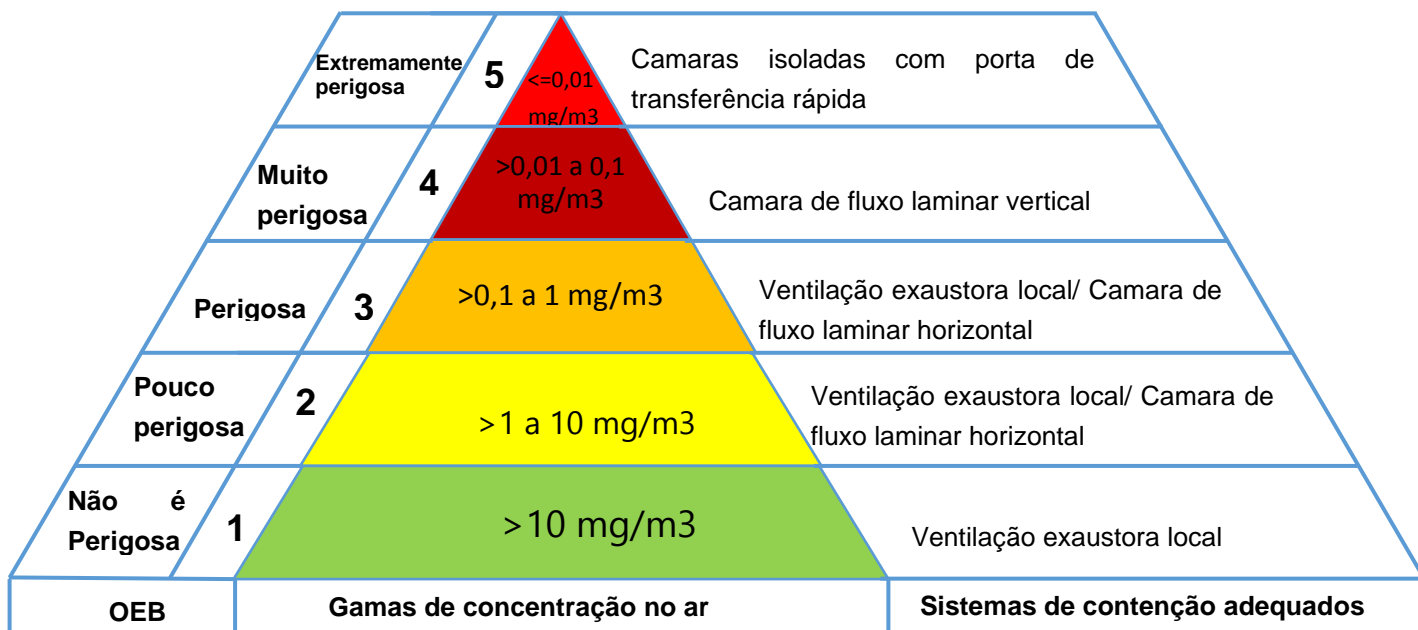 Extremamente
perigosa
5
<=0,01
mg/m3
Camaras isoladas com porta de
transferência rápida
Muito
perigosa
4
>0,01 a 0,1
mg/m3
Camara de fluxo laminar vertical
Perigosa
3
>0,1 a 1 mg/m3
Ventilação exaustora local/ Camara de
fluxo laminar horizontal
Pouco
perigosa
2
>1 a 10 mg/m3
Ventilação exaustora local/ Camara de
fluxo laminar horizontal
Não é
Perigosa
1
>10 mg/m3
Ventilação exaustora local
OEB
Gamas de concentração no ar
Sistemas de contenção adequados